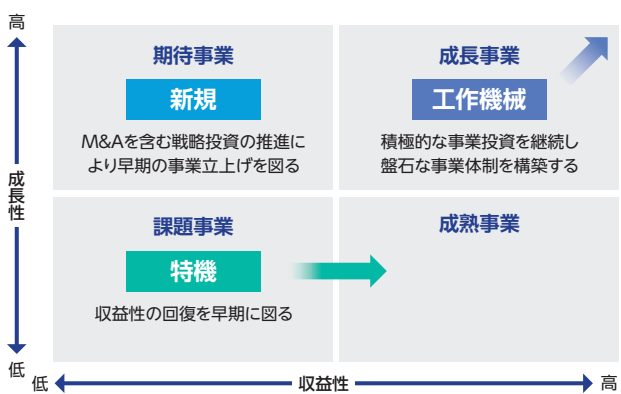 高
期待事業
新規
M&Aを含む戦略投資の推進に
より早期の事業立上げを図る
成長事業
工作機械
積極的な事業投資を継続し
盤石な事業体制を構築する
成長性
課題事業
特機
収益性の回復を早期に図る
成熟事業
低
低
収益性
高